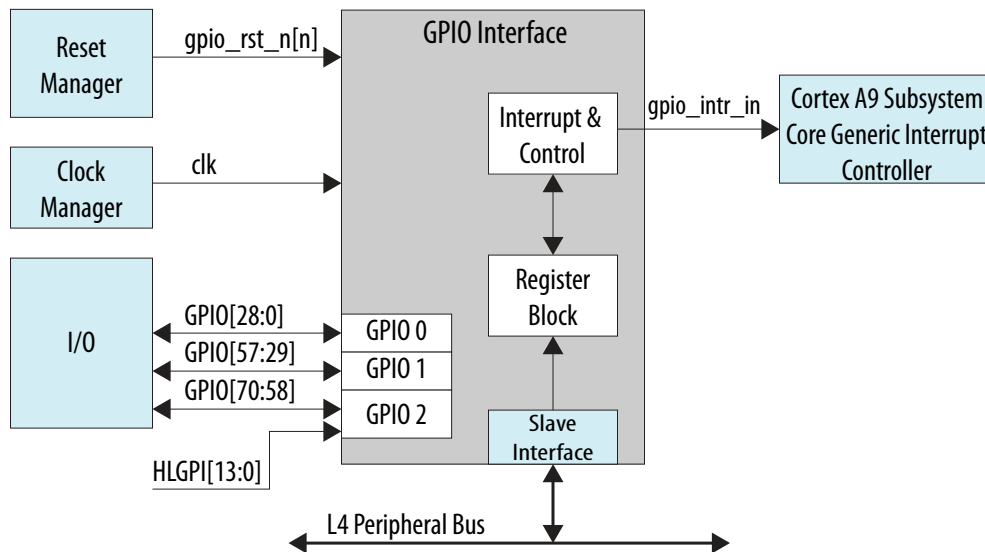 Reset
Manager
gpio_rst_n[n]
GPIO Interface
Clock
Manager
clk
Interrupt &
Control
gpio_intr_in
Cortex A9 Subsystem
Core Generic Interrupt
Controller
Register
Block
I/O
GPIO[28:0]
GPIO 0
GPIO[57:29]
GPIO 1
GPIO[70:58]
GPIO 2
HLGPI[13:0]
Slave
Interface
L4 Peripheral Bus